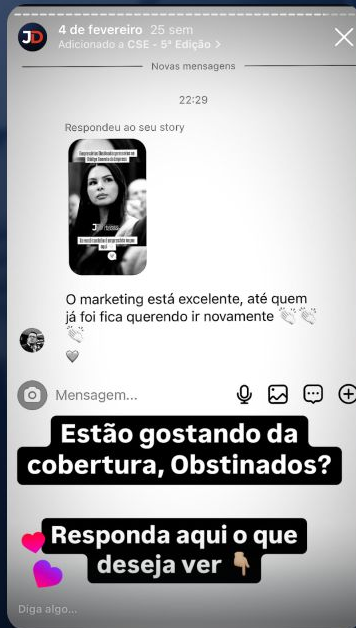 JD
4 de fevereiro 25 sem
Adicionado a CSE - 5ª Edição >
Novas mensagens
22:29
Respondeu ao seu story
O marketing está excelente, até quem
já foi fica querendo ir novamente 👏🏻👏🏻
👏🏻
Mensagem...
Estão gostando da
cobertura, Obstinados?
Responda aqui o que
deseja ver 👇🏼
Diga algo...